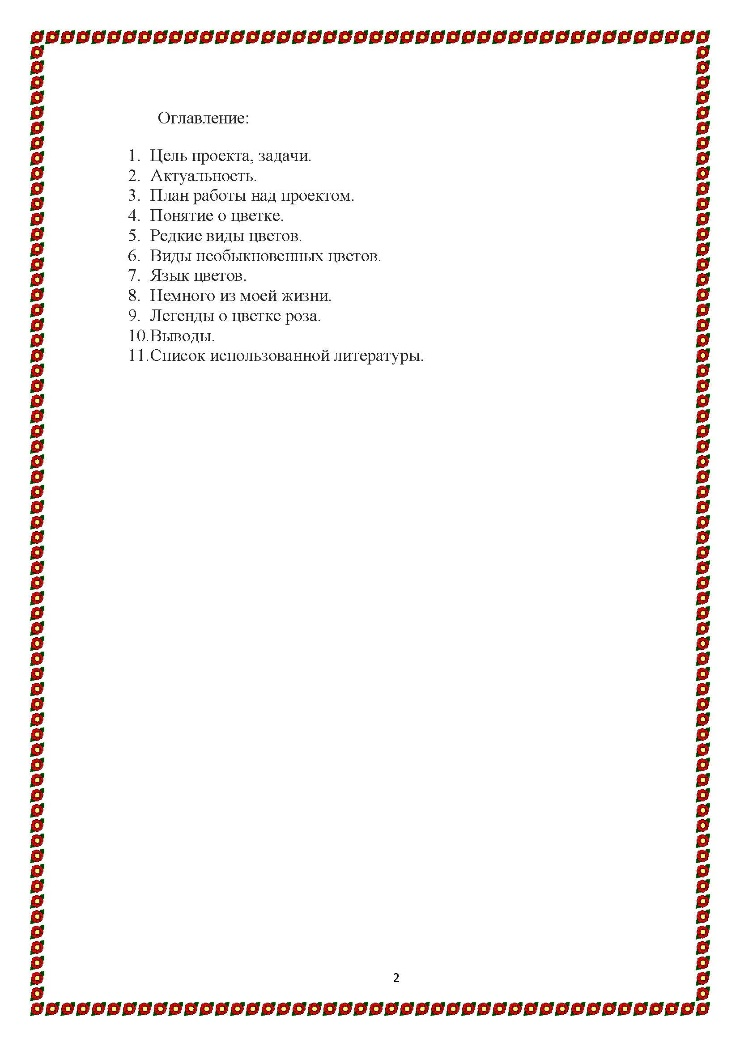 Оглавление:
1. Цель проекта, задачи.
2. Актуальность.
3. План работы над проектом.
4. Понятие о цветке.
5. Редкие виды цветов.
6. Виды необыкновенных цветов.
7. Язык цветов.
8. Немного из моей жизни.
9. Легенды о цветке роза.
10.Выводы.
11.Список использованной литературы.
2